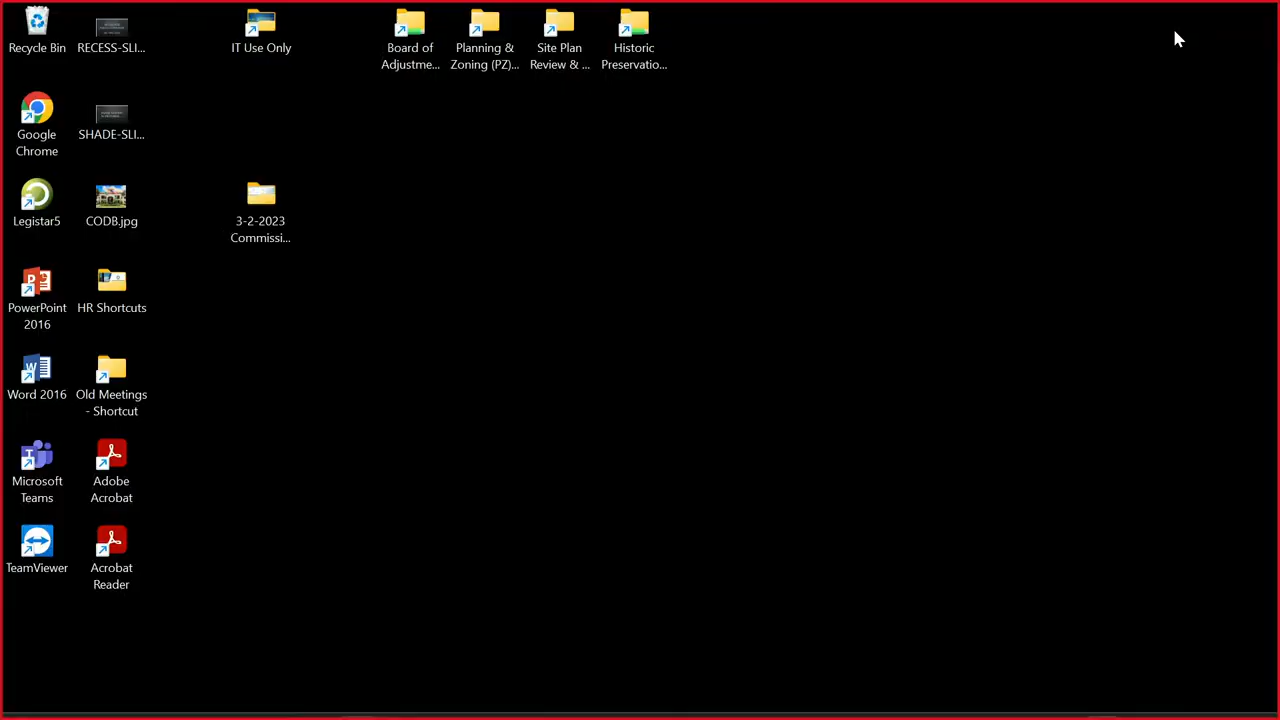 Recycle Bin
RECESS-SLI...
IT Use Only
Board of
Adjustme...
Planning &
Zoning (PZ)...
Site Plan
Review & ...
Historic
Preservatio...
Google
Chrome
SHADE-SLI...
Legistar5
CODB.jpg
3-2-2023
Commissi...
PowerPoint
2016
HR Shortcuts
Word 2016
Old Meetings
- Shortcut
Microsoft
Teams
Adobe
Acrobat
TeamViewer
Acrobat
Reader